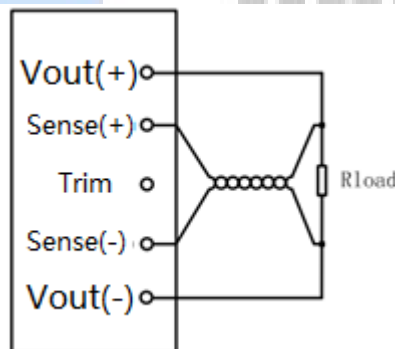 Vout(+)
Sense(+)
Trim
Rload
Sense(-)
Vout(-)